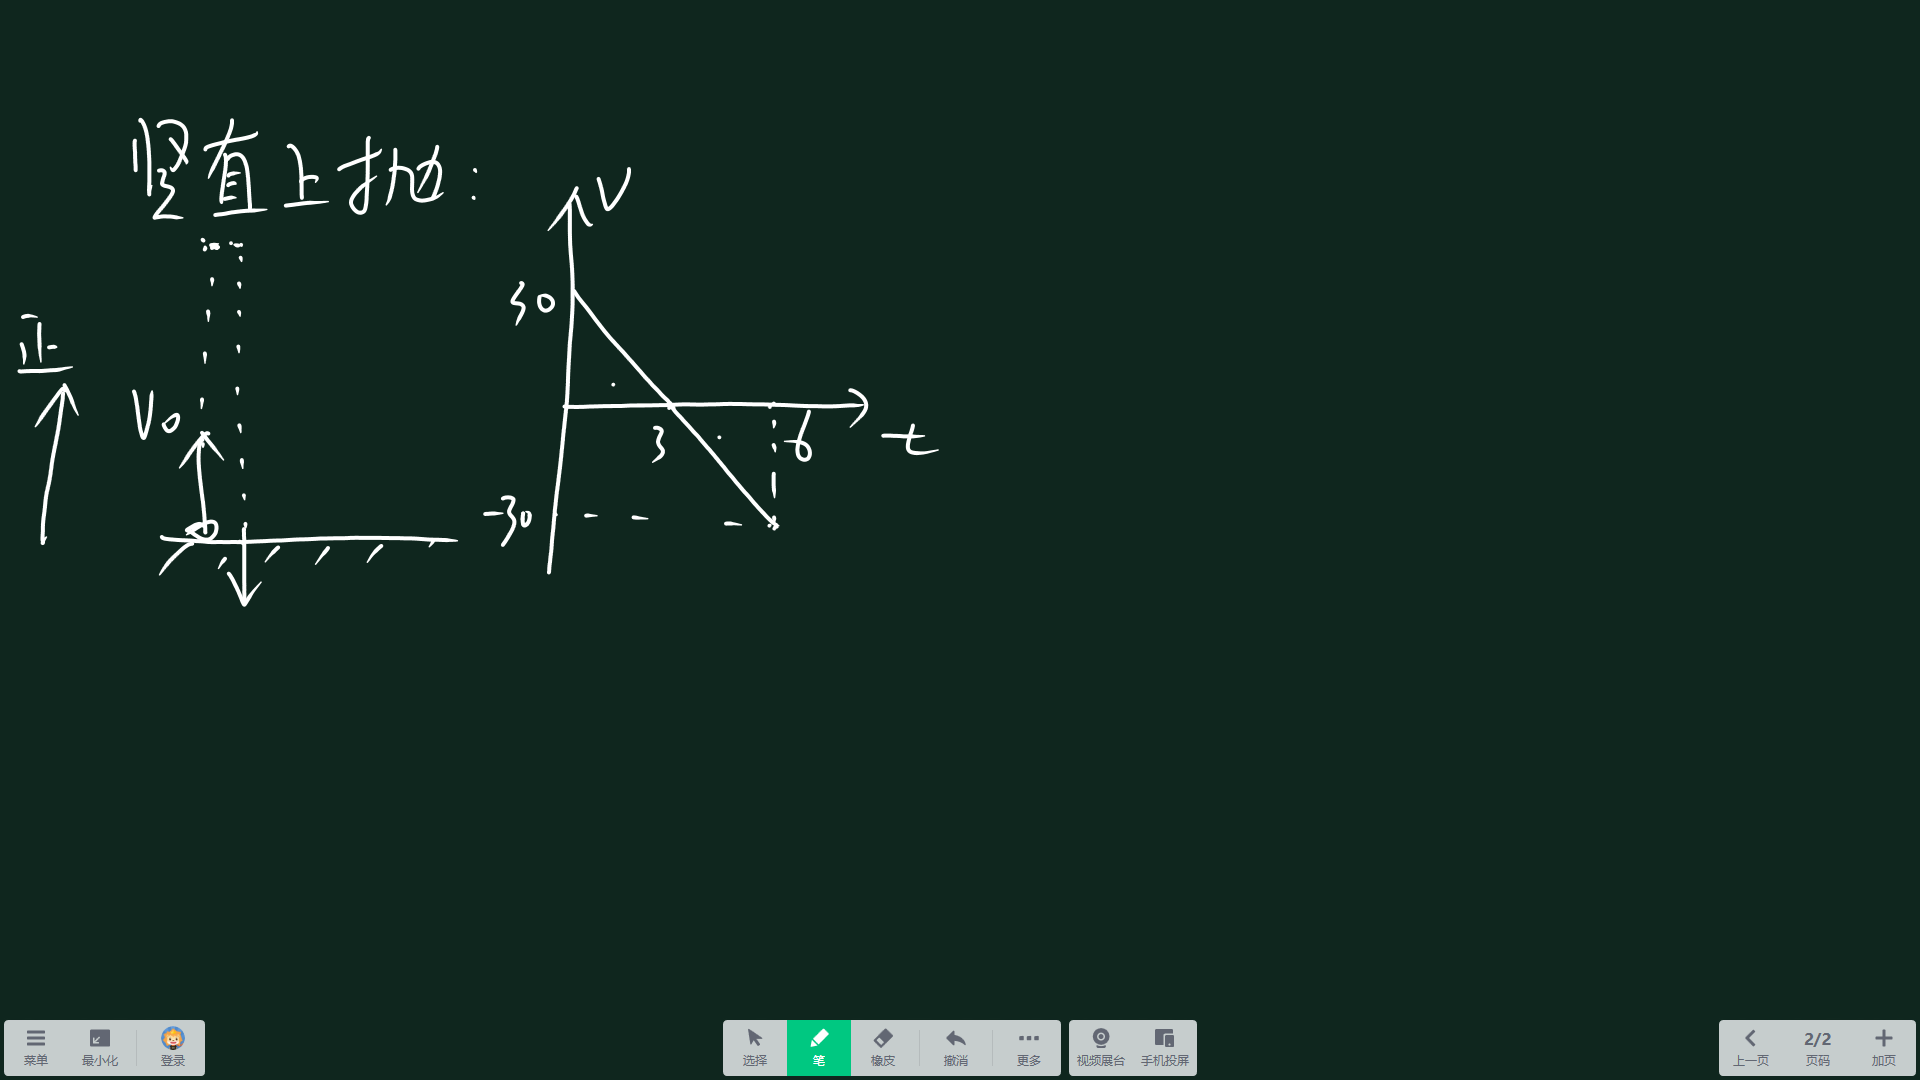 竖直上抛:
V
30
正
V₀
3
6
t
-30
菜单
最小化
登录
选择
笔
橡皮
撤消
更多
视频展台
手机投屏
上一页
2/2
页码
加页